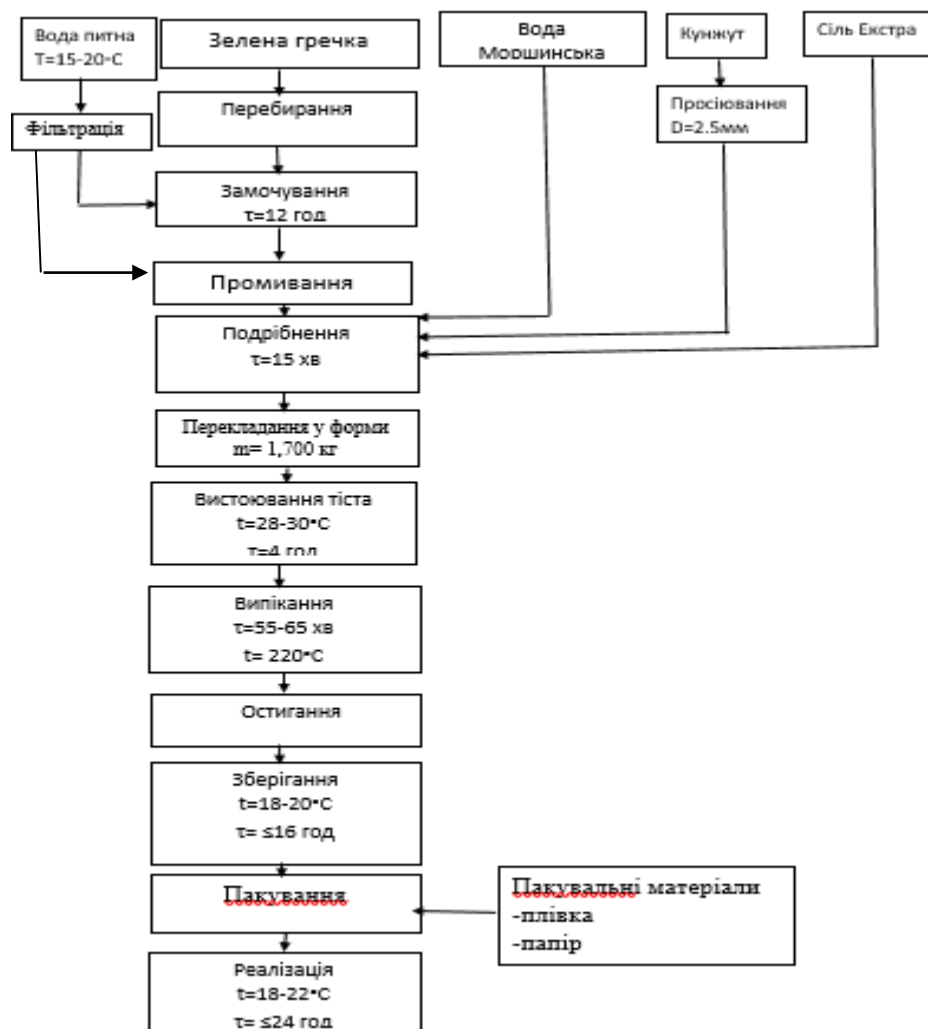 Вода питна
Т=15-20°С
Зелена гречка
Вода
Моршинська
Кунжут
Сіль Екстра
Фільтрація
Перебирання
Просіювання
D=2.5мм
Замочування
τ=12 год
Промивання
Подрібнення
τ=15 хв
Перекладання у форми
m= 1,700 кг
Вистоювання тіста
t=28-30°С
τ=4 год
Випікання
τ=55-65 хв
t= 220°С
Остигання
Зберігання
t=18-20°С
τ= ≤16 год
Пакування
Пакувальні матеріали
-плівка
-папір
Реалізація
t=18-22°С
τ= ≤24 год